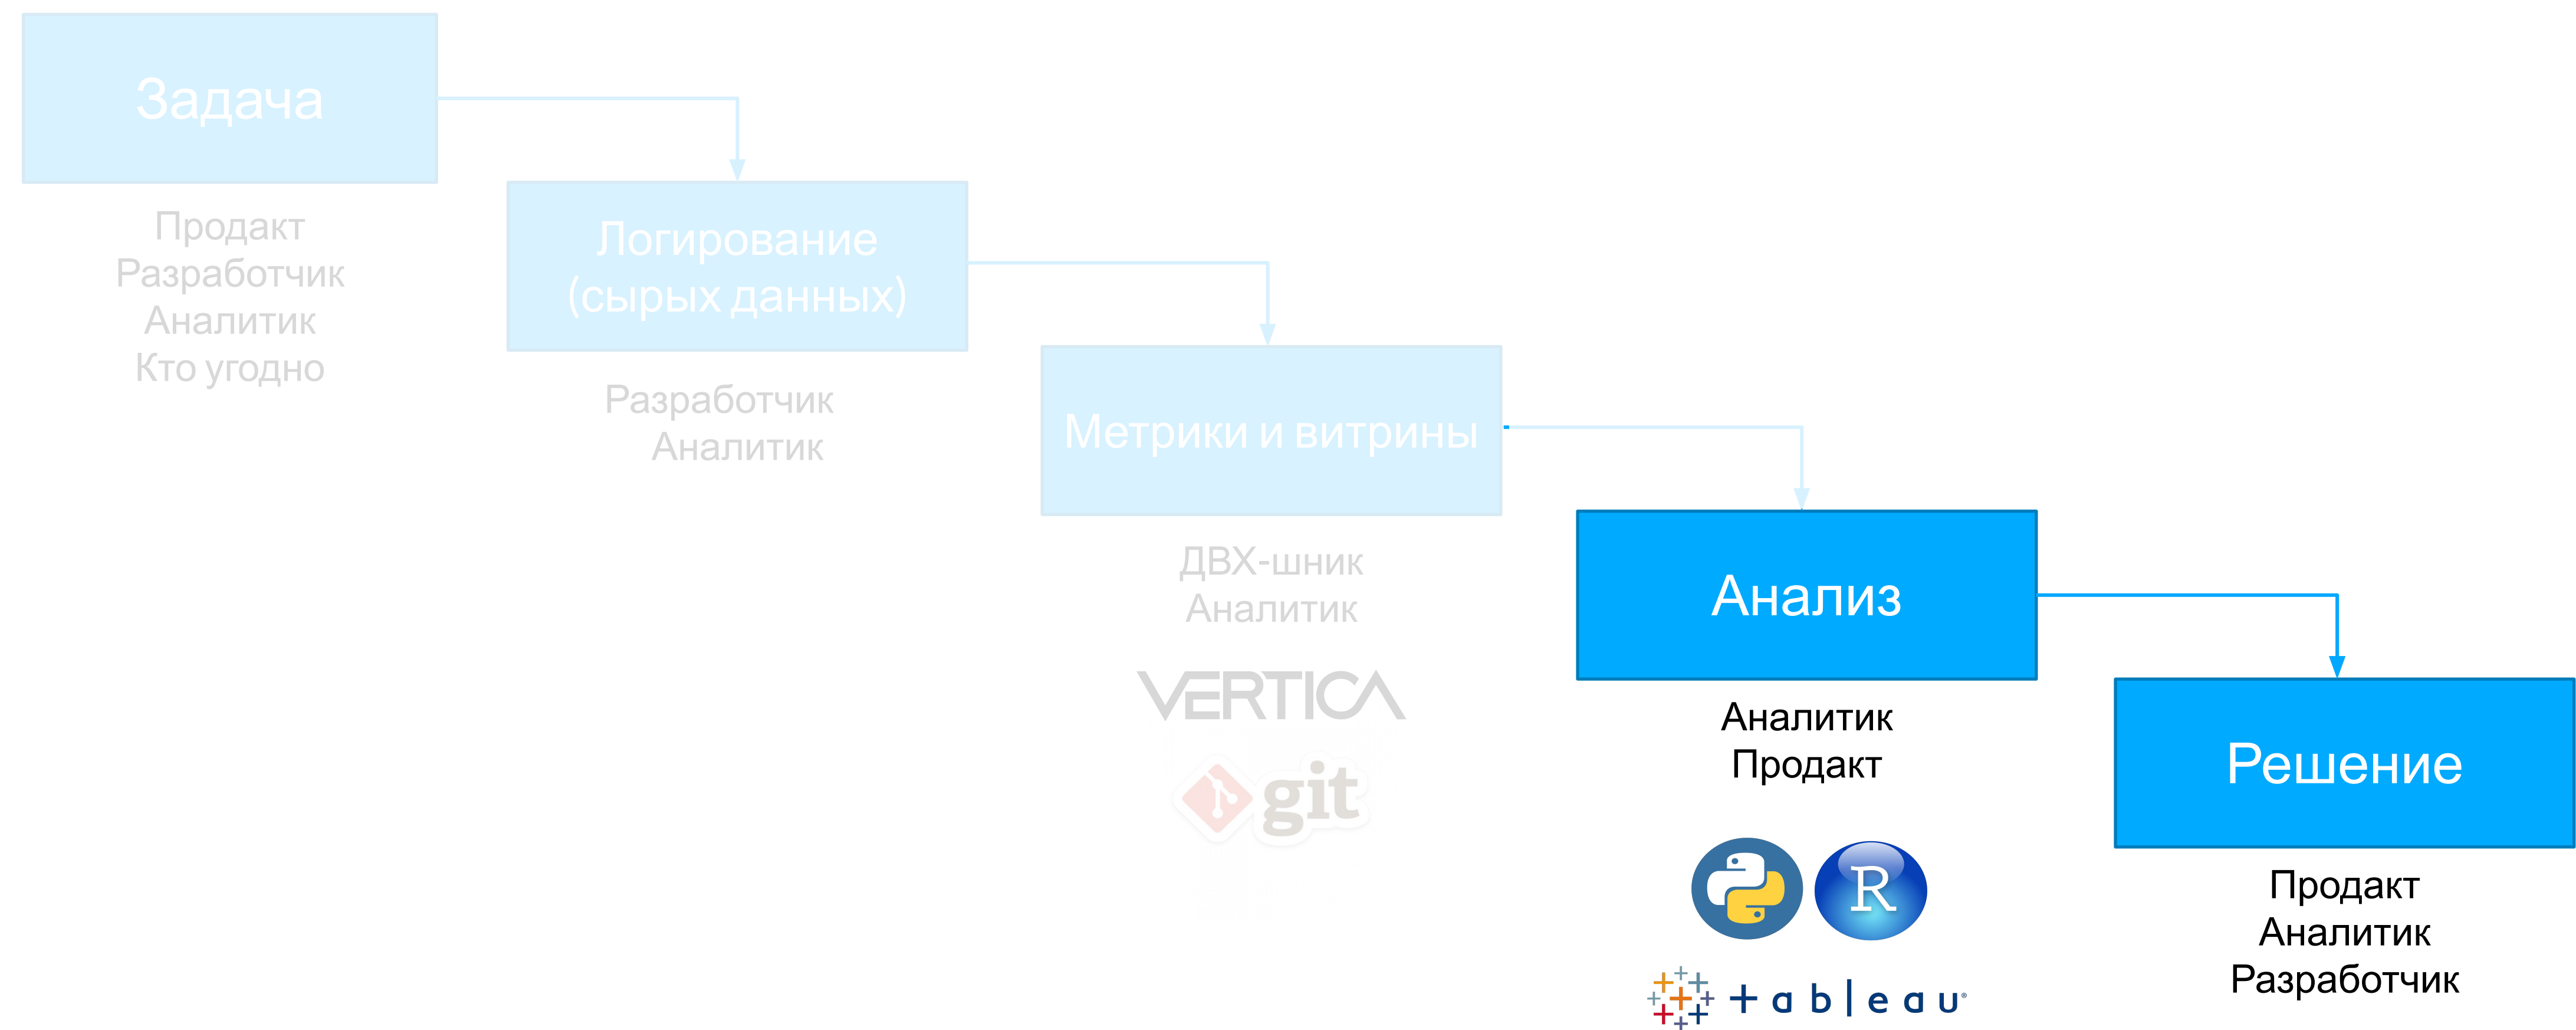 Задача
Продакт
Разработчик
Аналитик
Кто угодно
Логирование
(сырых данных)
Разработчик
Аналитик
Метрики и витрины
ДВХ-шник
Аналитик
VERTICA
git
Анализ
Аналитик
Продакт
R
+ableau®
Решение
Продакт
Аналитик
Разработчик